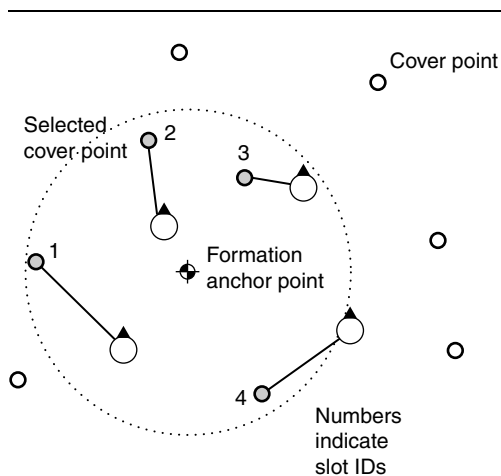 Cover point
Selected
cover point
2
3
1
Formation
anchor point
4
Numbers
indicate
slot IDs